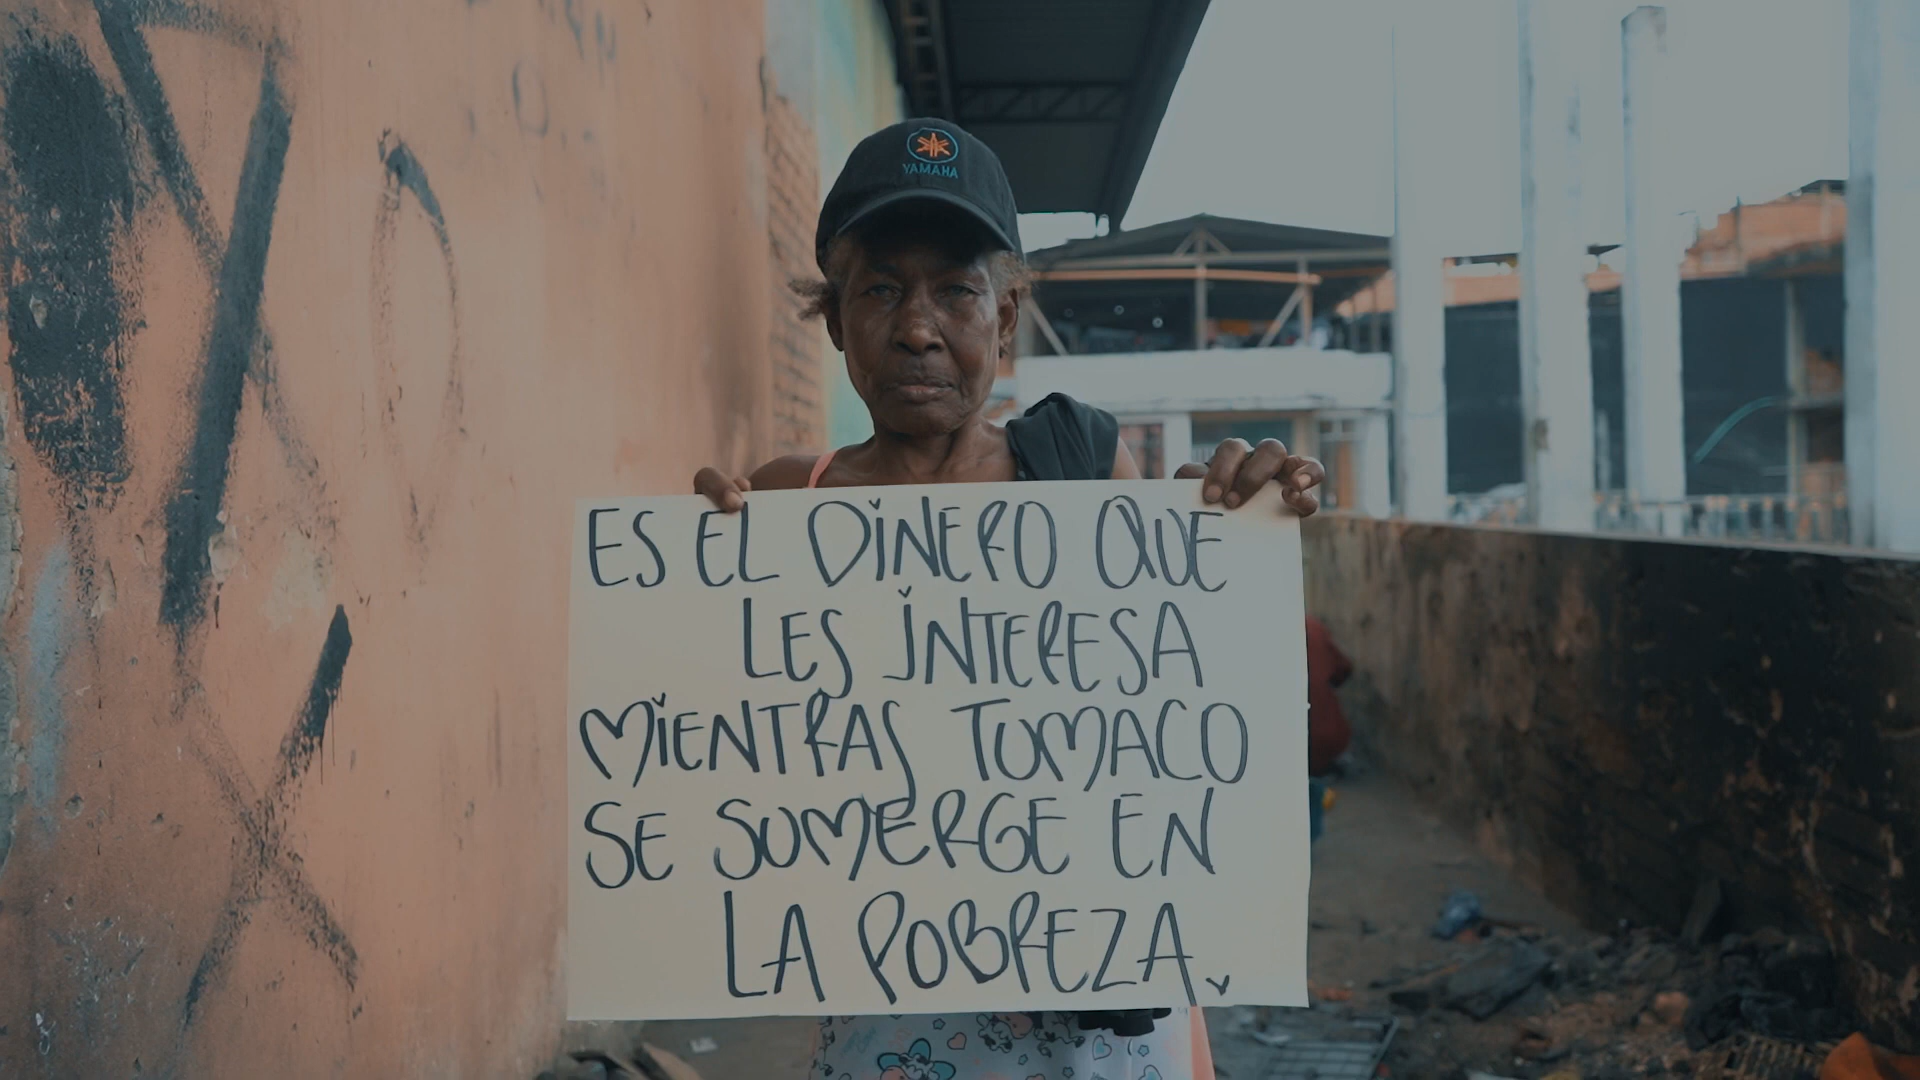 YAMAHA
ES EL DINERO QUE
LES INTERESA
MIENTRAS TUMACO
SE SUMERGE EN
LA POBREZA.